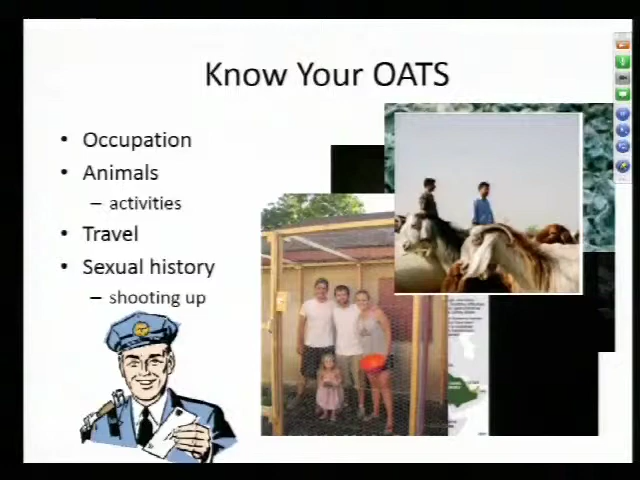 Know Your OATS
• Occupation
• Animals
– activities
• Travel
• Sexual history
– shooting up